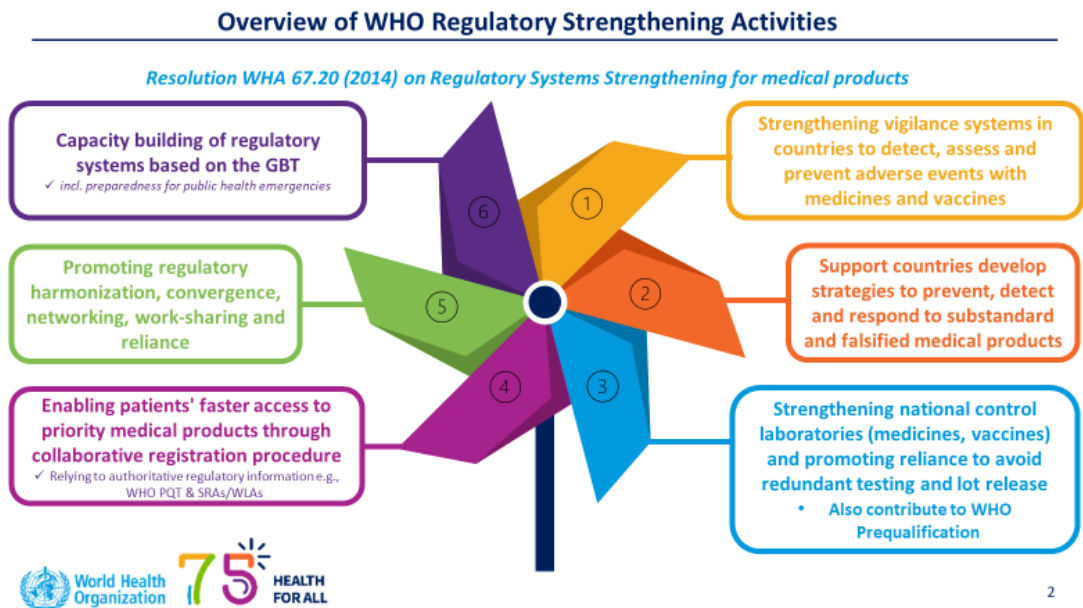 Overview of WHO Regulatory Strengthening Activities
Resolution WHA 67.20 (2014) on Regulatory Systems Strengthening for medical products
Capacity building of regulatory
systems based on the GBT
✓ incl. preparedness for public health emergencies
Promoting regulatory
harmonization, convergence,
networking, work-sharing and
reliance
Enabling patients' faster access to
priority medical products through
collaborative registration procedure
✓ Relying to authoritative regulatory information e.g.,
WHO PQT & SRAs/WLAs
6
1
5
2
4
3
Strengthening vigilance systems in
countries to detect, assess and
prevent adverse events with
medicines and vaccines
Support countries develop
strategies to prevent, detect
and respond to substandard
and falsified medical products
Strengthening national control
laboratories (medicines, vaccines)
and promoting reliance to avoid
redundant testing and lot release
• Also contribute to WHO
Prequalification
World Health
Organization
75
HEALTH
FOR ALL
2